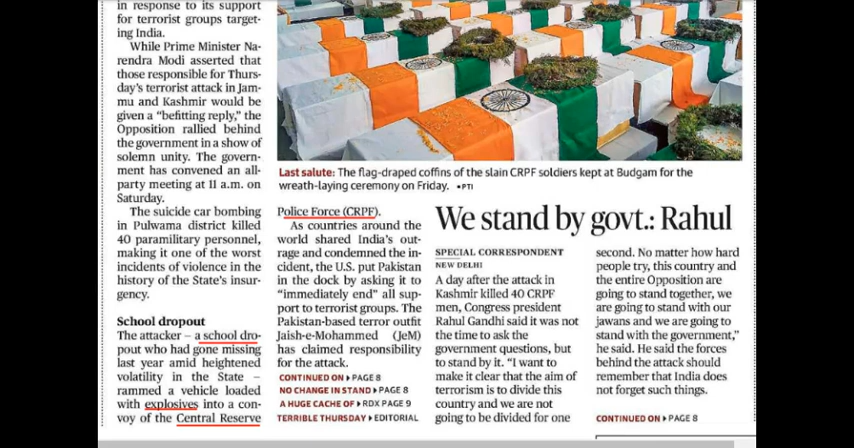 in response to its support
for terrorist groups target-
ing India.
While Prime Minister Na-
rendra Modi asserted that
those responsible for Thurs-
day's terrorist attack in Jam-
mu and Kashmir would be
given a “befitting reply,” the
Opposition rallied behind
the government in a show of
solemn unity. The govern-
ment has convened an all-
party meeting at 11 a.m. on
Saturday.
The suicide car bombing
in Pulwama district killed
40 paramilitary personnel,
making it one of the worst
incidents of violence in the
history of the State's insur-
gency.
School dropout
The attacker – a school dro-
pout who had gone missing
last year amid heightened
volatility in the State –
rammed a vehicle loaded
with explosives into a con-
voy of the Central Reserve
Last salute: The flag-draped coffins of the slain CRPF soldiers kept at Budgam for the
wreath-laying ceremony on Friday. •PTI
Police Force (CRPF).
As countries around the
world shared India's out-
rage and condemned the in-
cident, the U.S. put Pakistan
in the dock by asking it to
“immediately end” all sup-
port to terrorist groups. The
Pakistan-based terror outfit
Jaish-e-Mohammed (JeM)
has claimed responsibility
for the attack.
CONTINUED ON ▸ PAGE 8
NO CHANGE IN STAND ▸ PAGE 8
A HUGE CACHE OF ▸ RDX PAGE 9
TERRIBLE THURSDAY ▸ EDITORIAL
We stand by govt.: Rahul
SPECIAL CORRESPONDENT
NEW DELHI
A day after the attack in
Kashmir killed 40 CRPF
men, Congress president
Rahul Gandhi said it was not
the time to ask the
government questions, but
to stand by it. “I want to
make it clear that the aim of
terrorism is to divide this
country and we are not
going to be divided for one
second. No matter how hard
people try, this country and
the entire Opposition are
going to stand together, we
are going to stand with our
jawans and we are going to
stand with the government,”
he said. He said the forces
behind the attack should
remember that India does
not forget such things.
CONTINUED ON ▸ PAGE 8